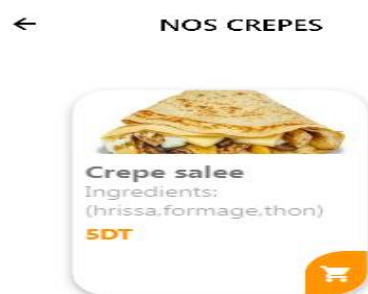 NOS CREPES
Crepe salee
Ingredients:
(hrissa,formage,thon)
5DT